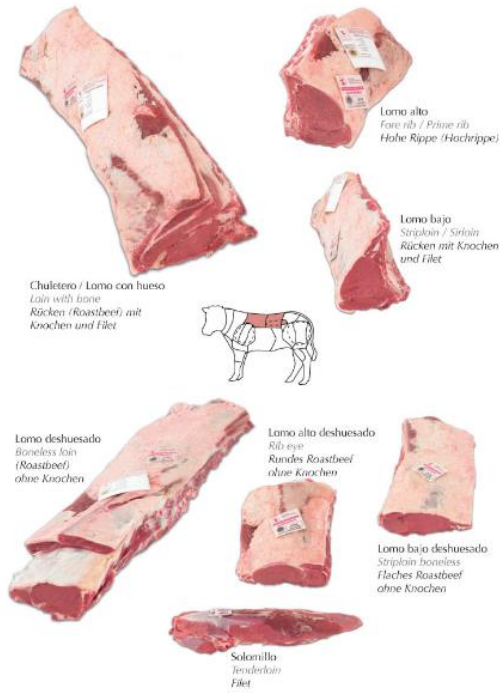 Lomo alto
Fore rib / Prime rib
Hohe Rippe (Hochrippe)
Lomo bajo
Striploin / Sirloin
Rücken mit Knochen
und Filet
Chuletero / Lomo con hueso
Loin with bone
Rücken (Roastbeef) mit
Knochen und Filet
Lomo deshuesado
Boneless loin
(Roastbeef)
ohne Knochen
Lomo alto deshuesado
Rib eye
Rundes Roastbeef
ohne Knochen
Lomo bajo deshuesado
Striploin boneless
Flaches Roastbeef
ohne Knochen
Solomillo
Tenderloin
Filet